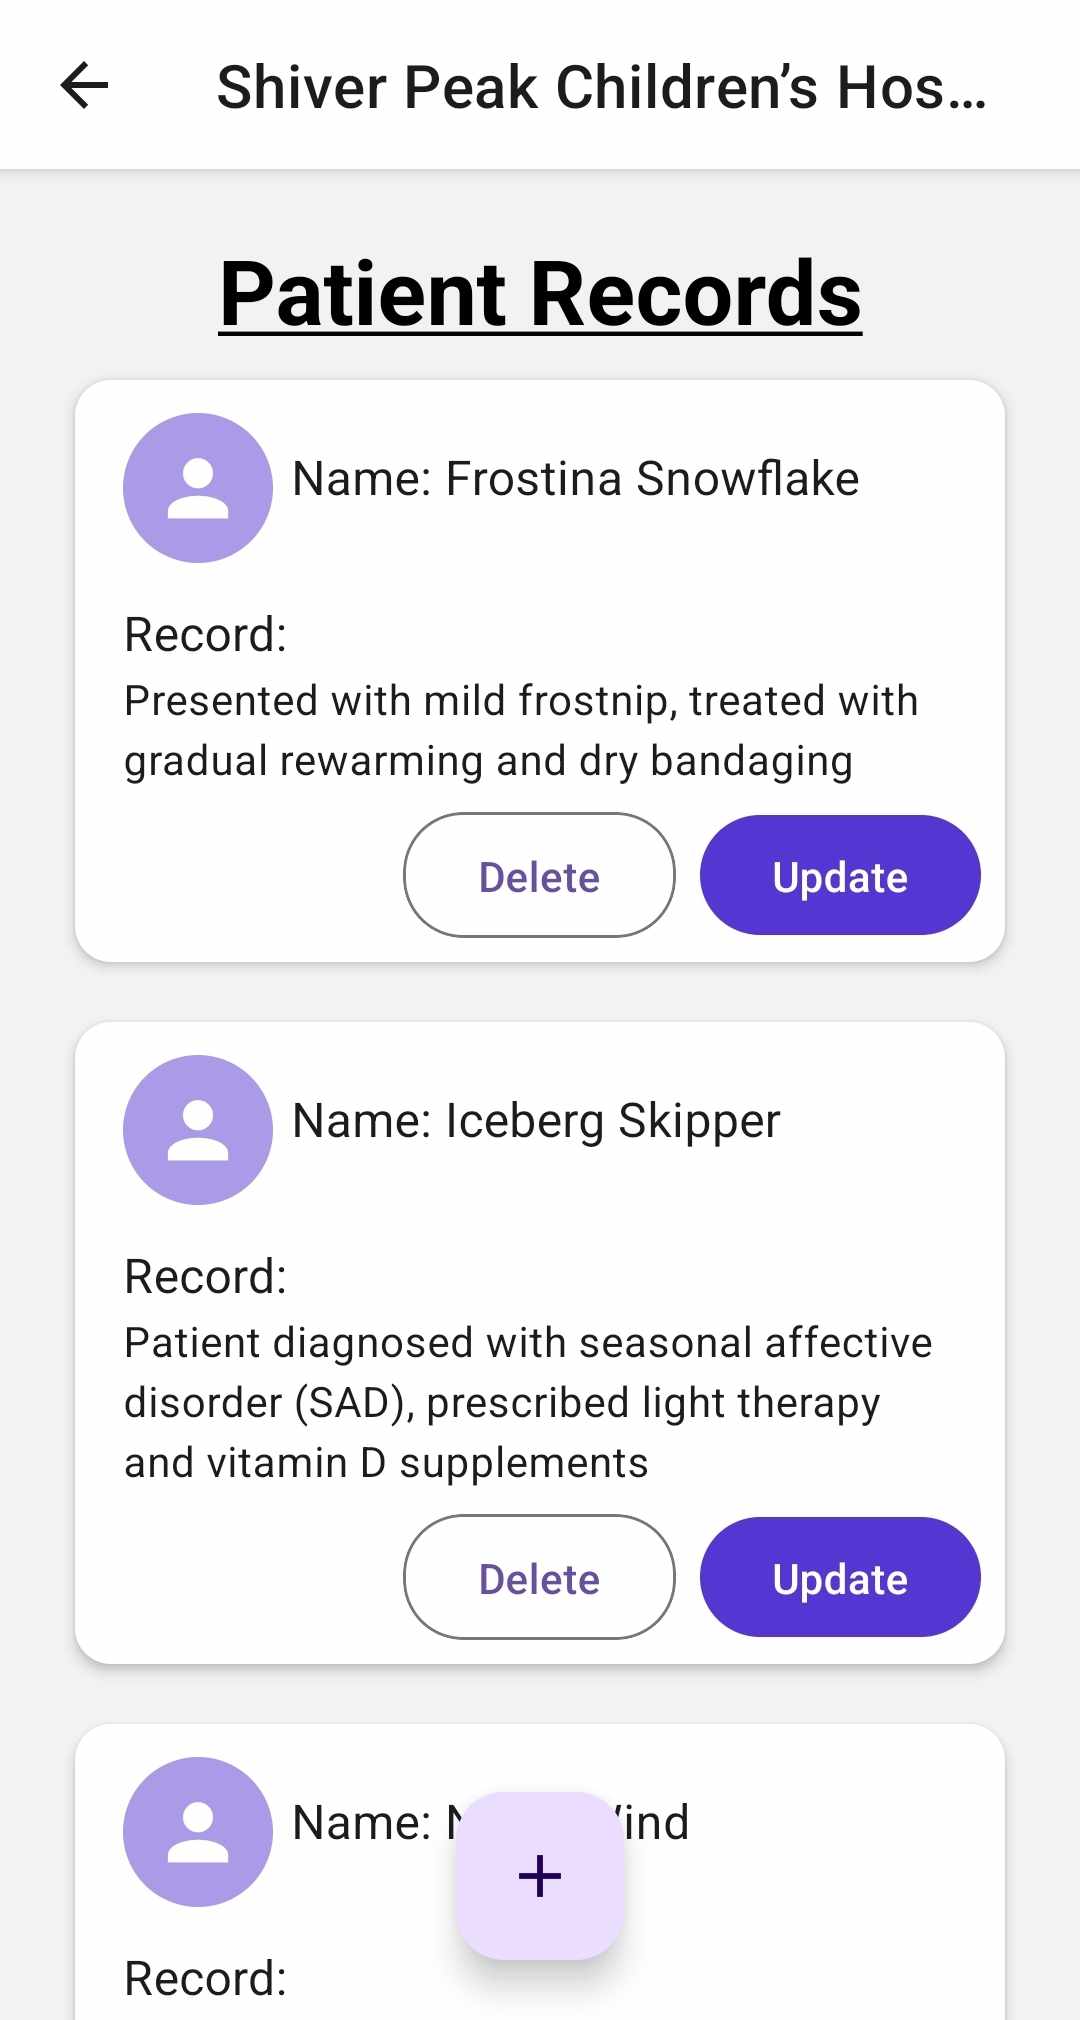 Shiver Peak Children’s Hos…
Patient Records
Name: Frostina Snowflake
Record:
Presented with mild frostnip, treated with
gradual rewarming and dry bandaging
Delete
Update
Name: Iceberg Skipper
Record:
Patient diagnosed with seasonal affective
disorder (SAD), prescribed light therapy
and vitamin D supplements
Delete
Update
Name:
+
Record: